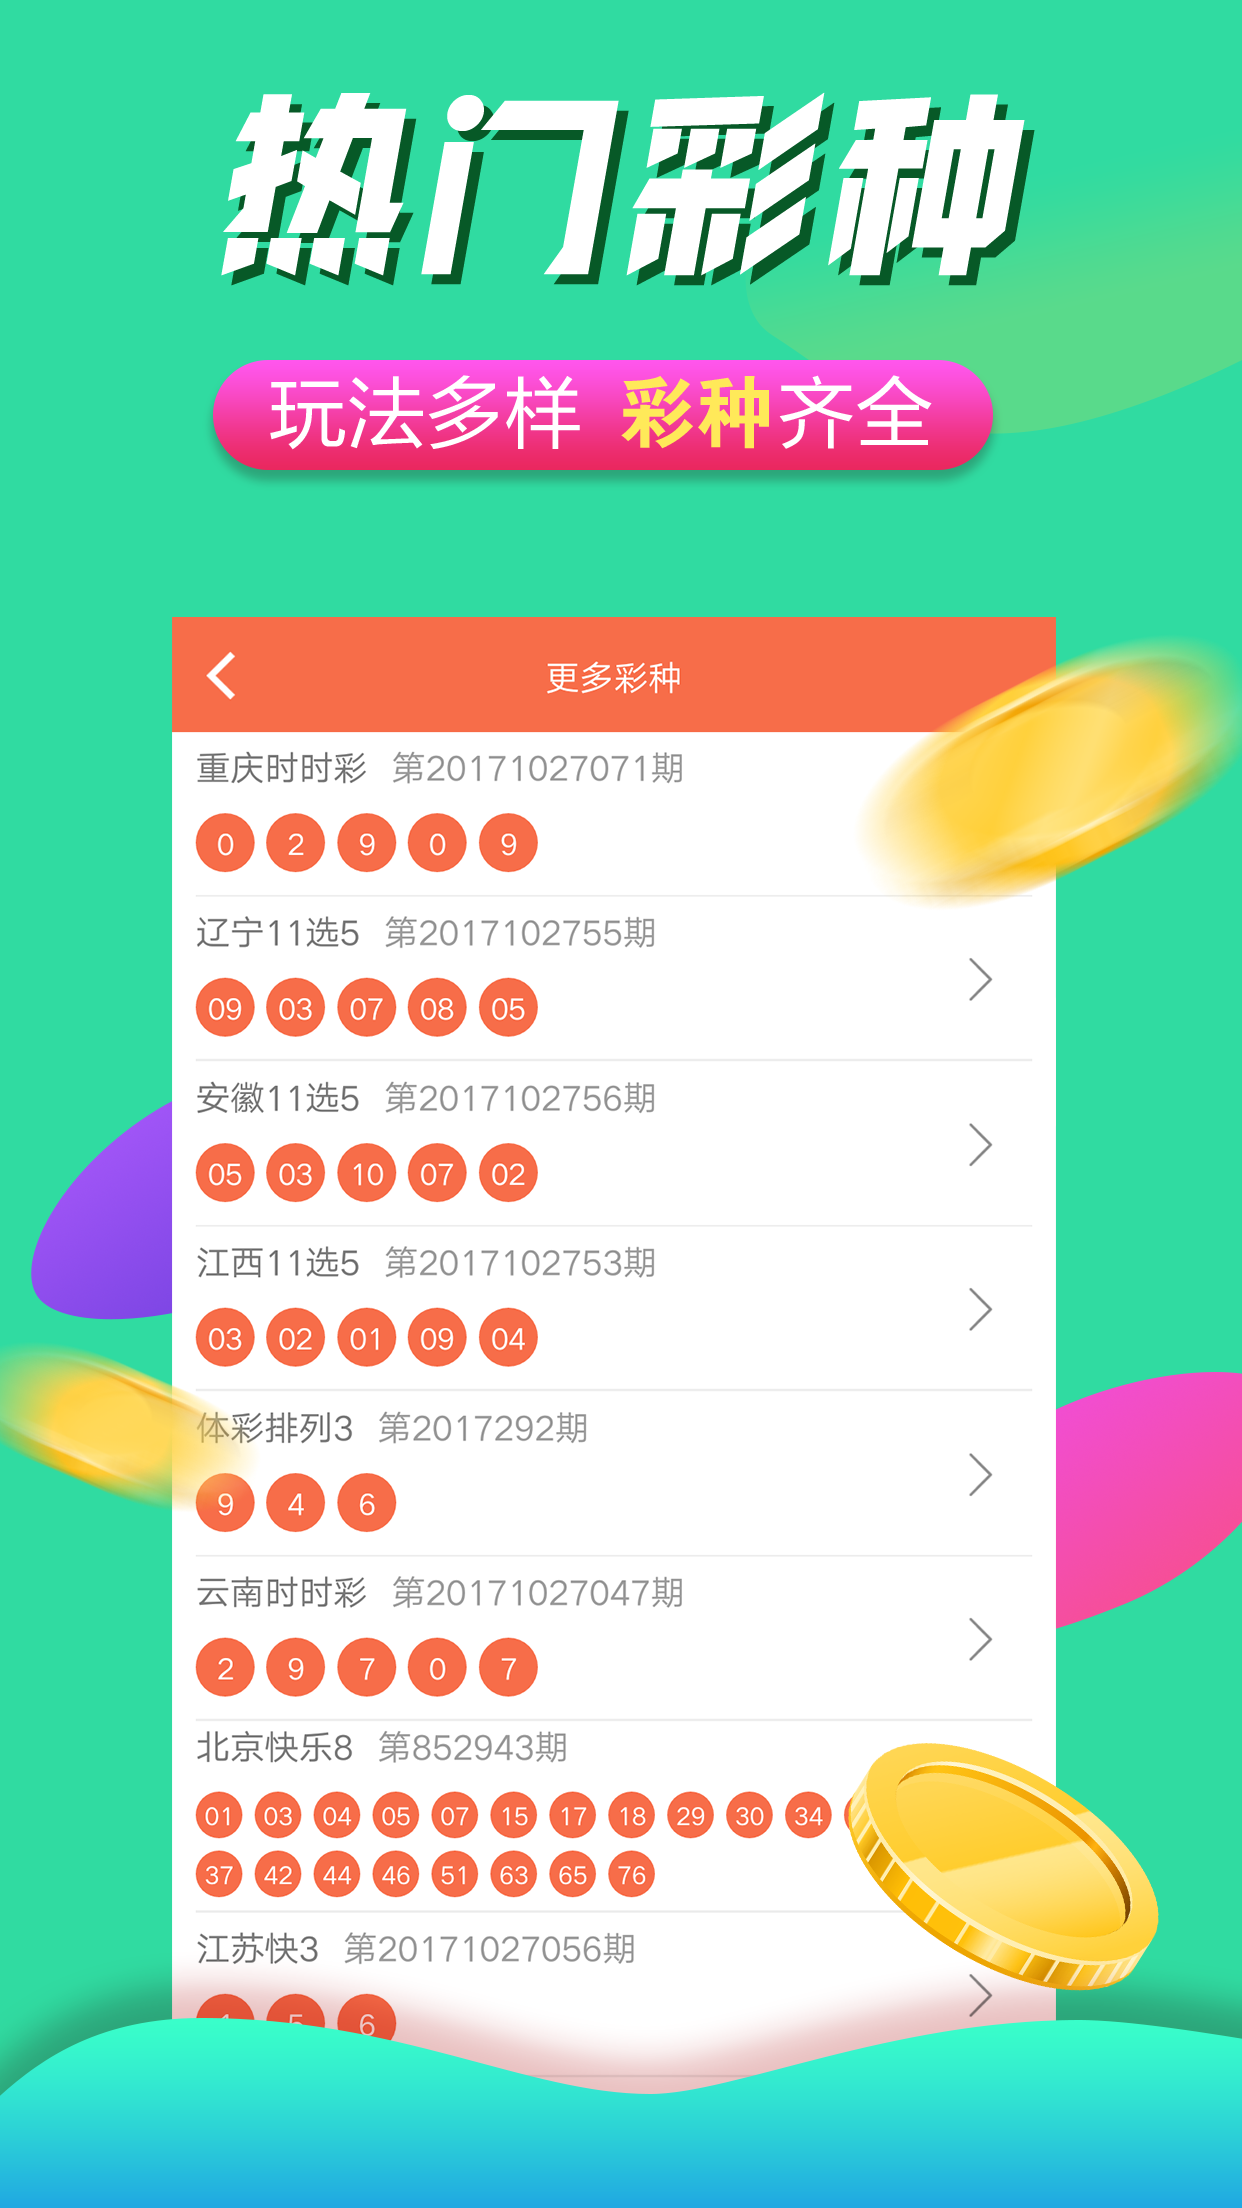 热门彩种
玩法多样 彩种齐全
更多彩种
重庆时时彩 第20171027071期
0 2 9 0 9
辽宁11选5 第2017102755期
09 03 07 08 05
安徽11选5 第2017102756期
05 03 10 07 02
江西11选5 第2017102753期
03 02 01 09 04
体彩排列3 第2017292期
9 4 6
云南时时彩 第20171027047期
2 9 7 0 7
北京快乐8 第852943期
01 03 04 05 07 15 17 18 29 30 34
37 42 44 46 51 63 65 76
江苏快3 第20171027056期
5 6